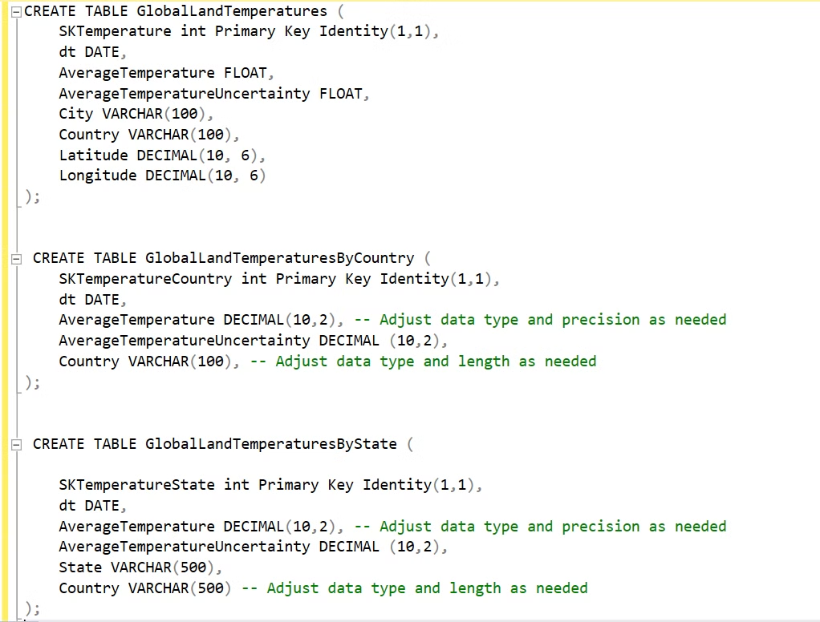 CREATE TABLE GlobalLandTemperatures (
SKTemperature int Primary Key Identity(1,1),
dt DATE,
AverageTemperature FLOAT,
AverageTemperatureUncertainty FLOAT,
City VARCHAR(100),
Country VARCHAR(100),
Latitude DECIMAL(10, 6),
Longitude DECIMAL(10, 6)
);
CREATE TABLE GlobalLandTemperaturesByCountry (
SKTemperatureCountry int Primary Key Identity(1,1),
dt DATE,
AverageTemperature DECIMAL(10,2), -- Adjust data type and precision as needed
AverageTemperatureUncertainty DECIMAL (10,2),
Country VARCHAR(100), -- Adjust data type and length as needed
);
CREATE TABLE GlobalLandTemperaturesByState (
SKTemperatureState int Primary Key Identity(1,1),
dt DATE,
AverageTemperature DECIMAL(10,2), -- Adjust data type and precision as needed
AverageTemperatureUncertainty DECIMAL (10,2),
State VARCHAR(500),
Country VARCHAR(500) -- Adjust data type and length as needed
);